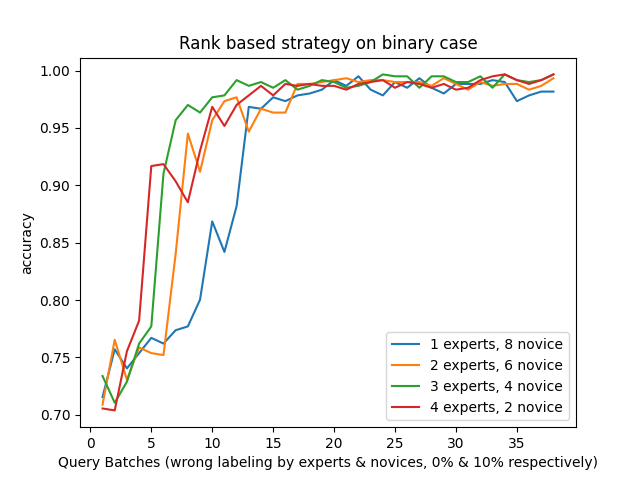 Rank based strategy on binary case
accuracy
1.00
0.95
0.90
0.85
0.80
0.75
0.70
1 experts, 8 novice
2 experts, 6 novice
3 experts, 4 novice
4 experts, 2 novice
0 5 10 15 20 25 30 35
Query Batches (wrong labeling by experts & novices, 0% & 10% respectively)